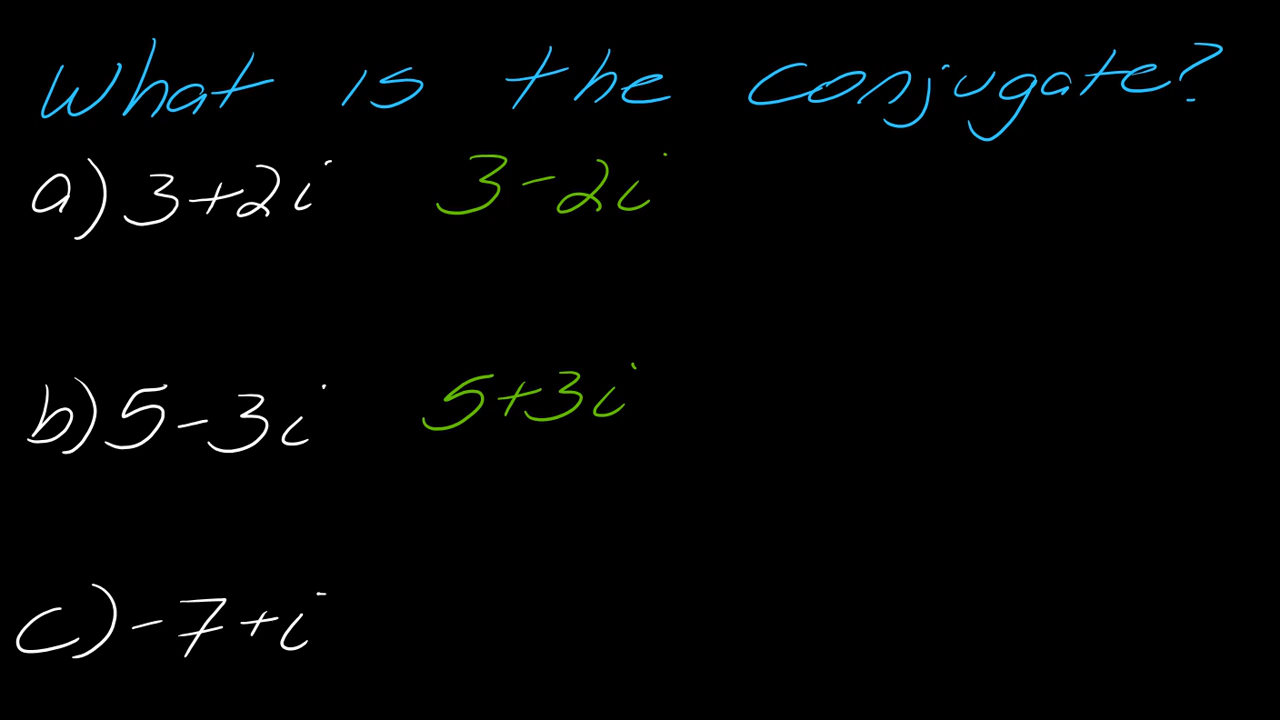 What is the conjugate?
a) 3+2i 3-2i
b) 5-3i 5+3i
c) -7+i